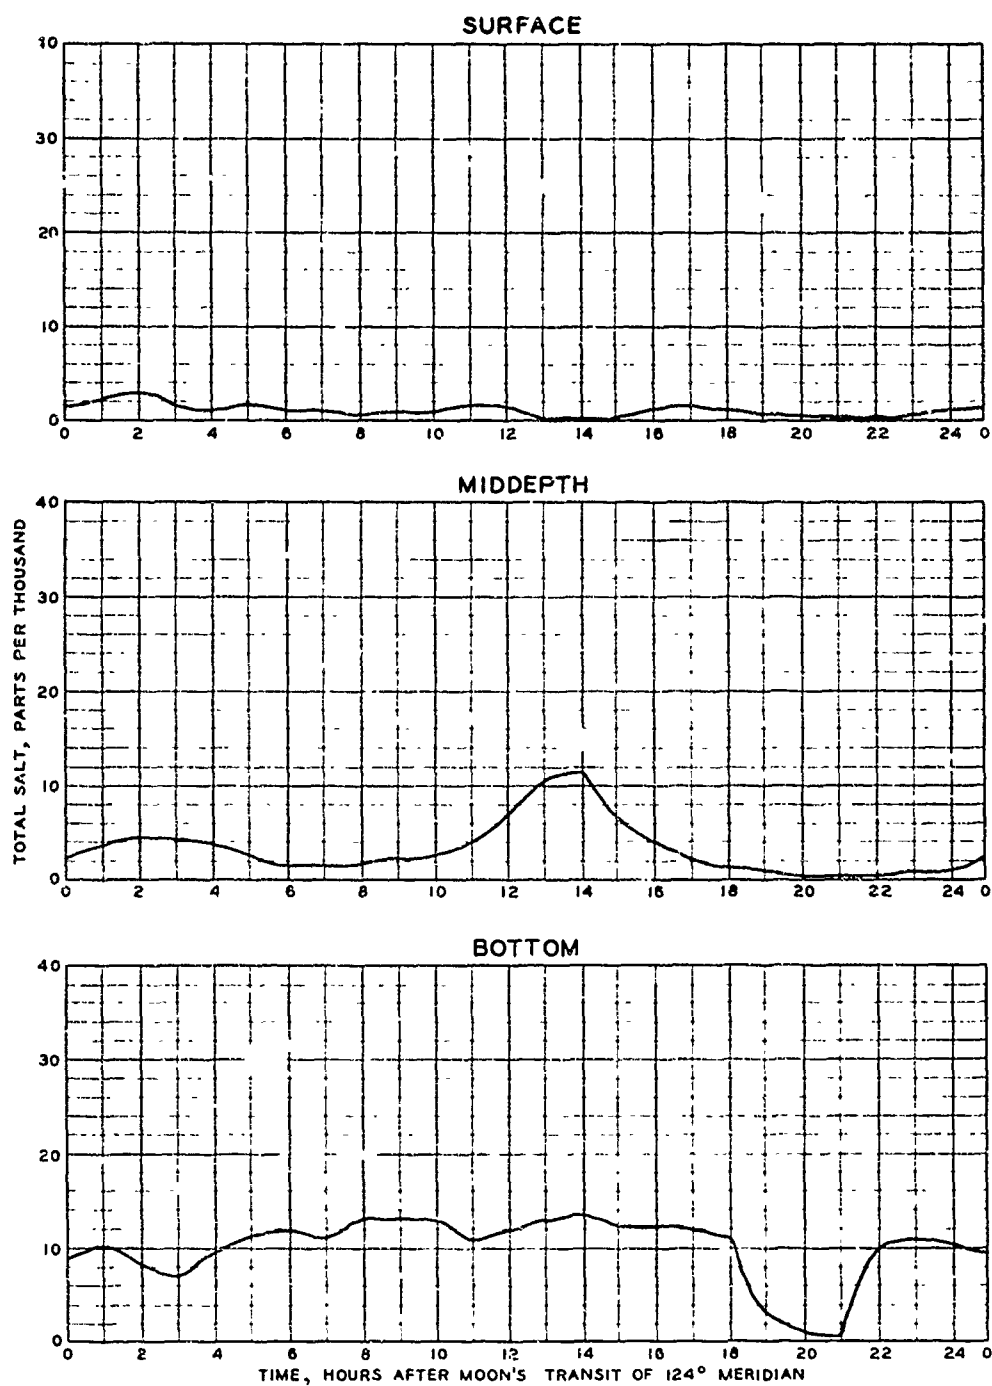 SURFACE
30
20
10
0
0 2 4 6 8 10 12 14 16 18 20 22 24 0
MIDDEPTH
40
30
20
10
0
0 2 4 6 8 10 12 14 16 18 20 22 24 0
TOTAL SALT, PARTS PER THOUSAND
BOTTOM
40
30
20
10
0
0 2 4 6 8 10 12 14 16 18 20 22 24 0
TIME, HOURS AFTER MOON'S TRANSIT OF 124° MERIDIAN